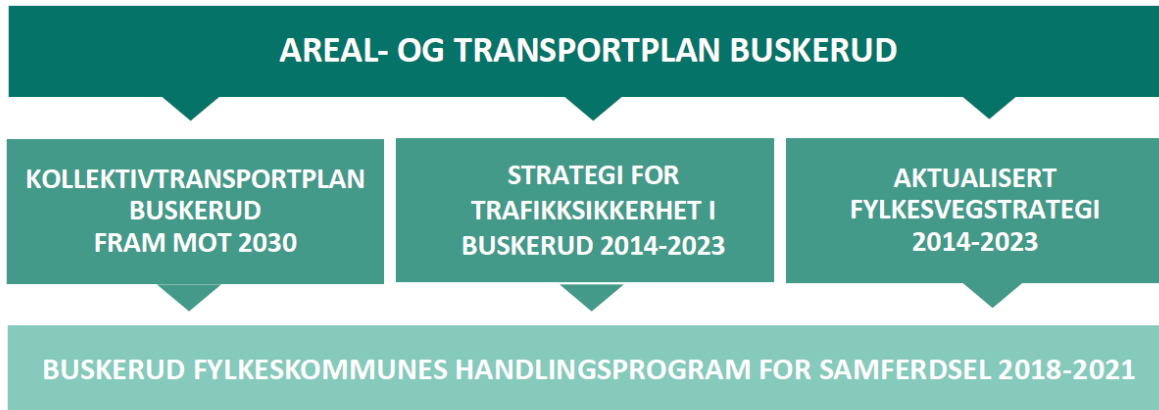 AREAL- OG TRANSPORTPLAN BUSKERUD
KOLLEKTIVTRANSPORTPLAN
BUSKERUD
FRAM MOT 2030
STRATEGI FOR
TRAFIKKSIKKERHET I
BUSKERUD 2014-2023
AKTUALISERT
FYLKESVEGSTRATEGI
2014-2023
BUSKERUD FYLKESKOMMUNES HANDLINGSPROGRAM FOR SAMFERDSEL 2018-2021